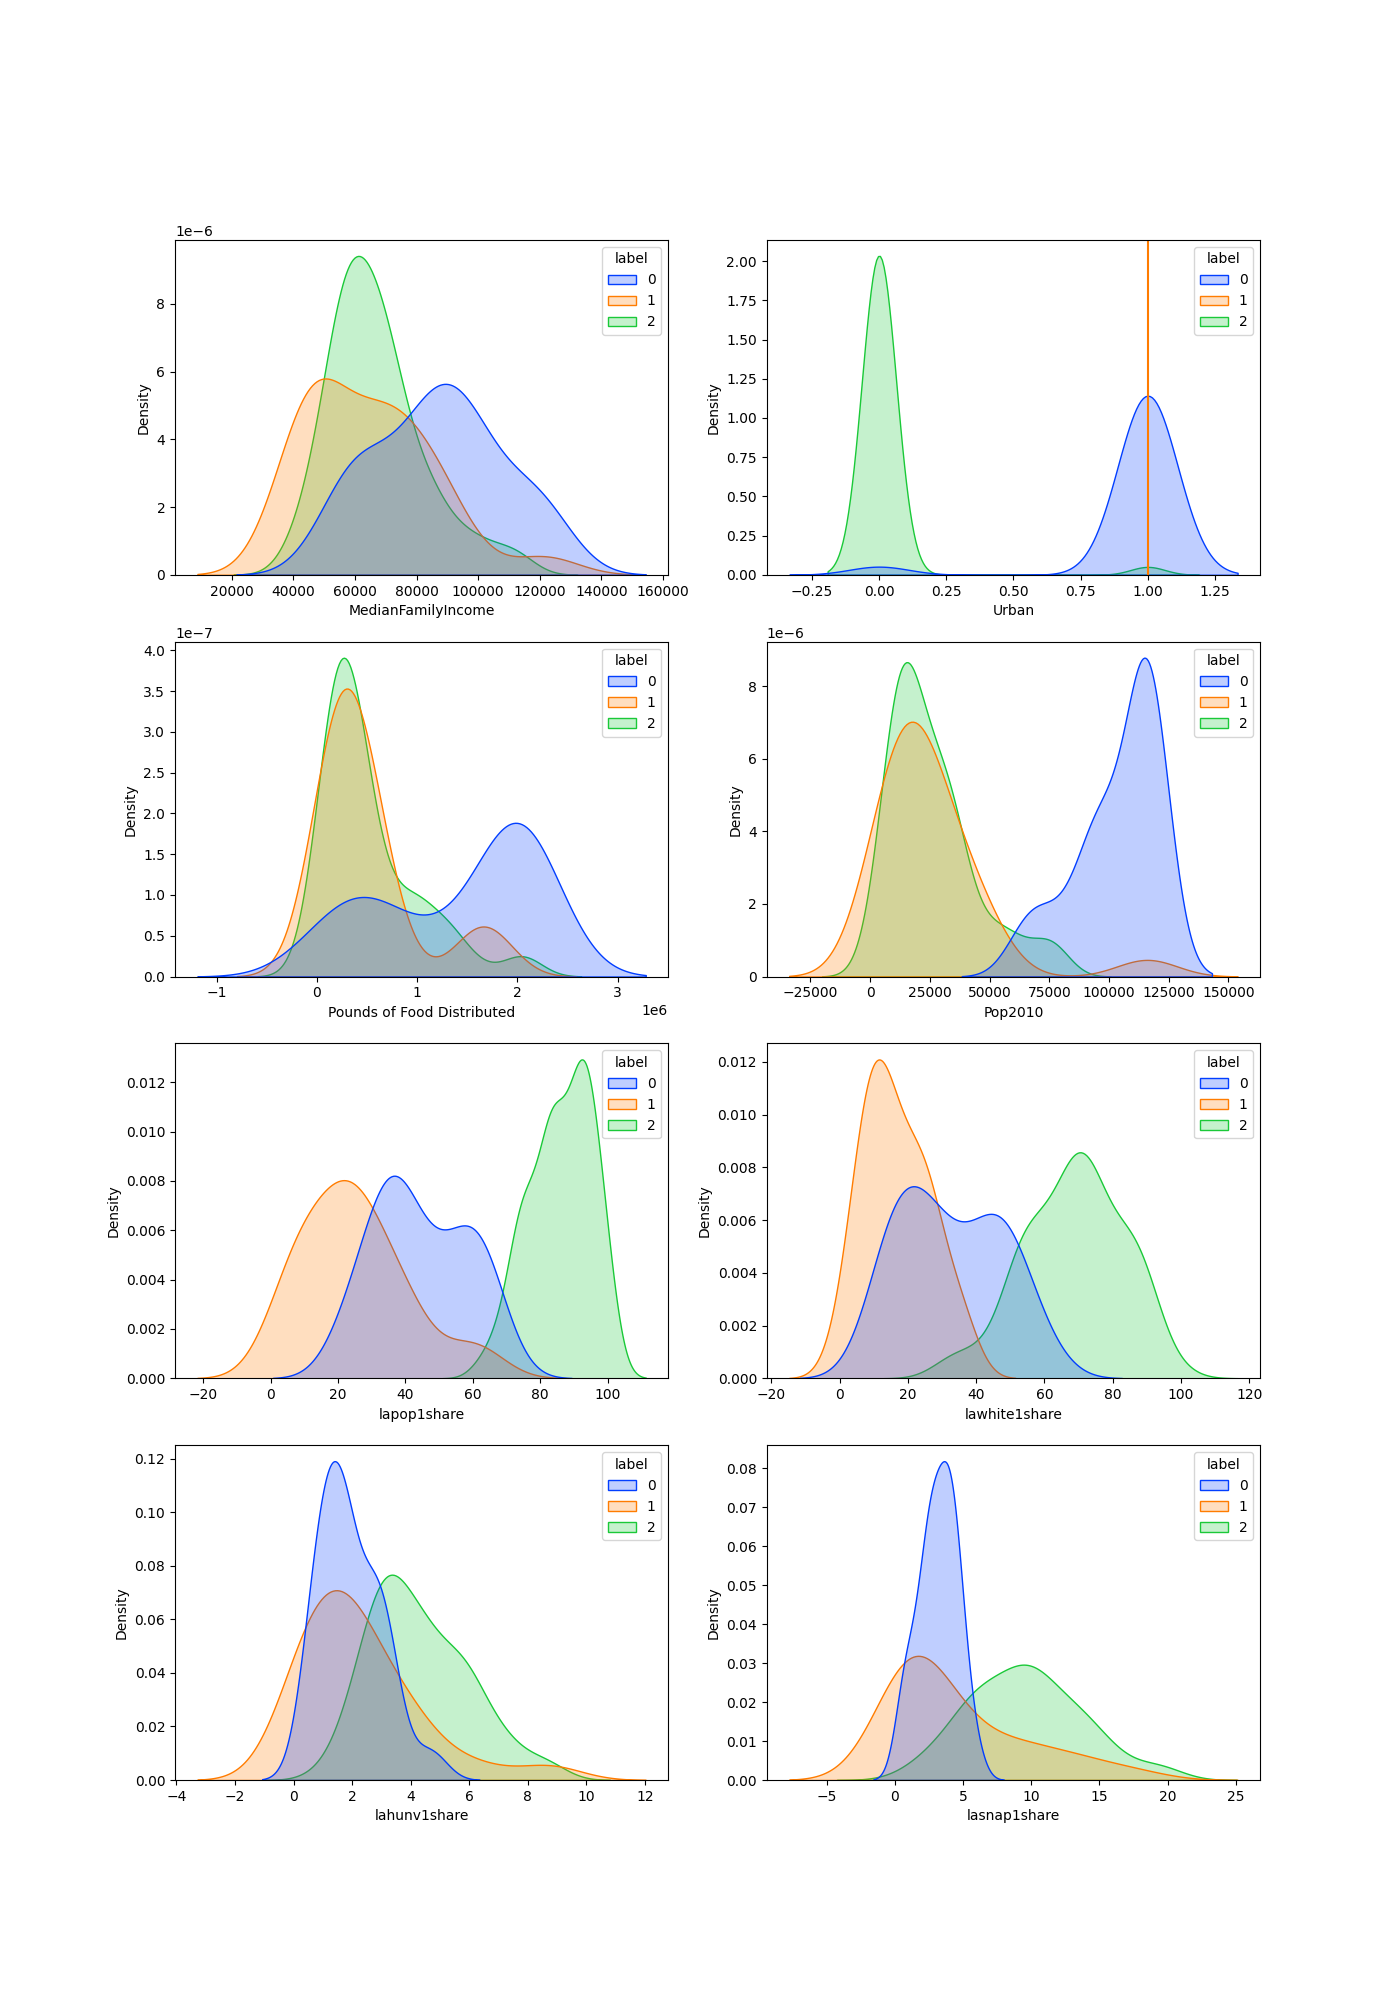 1e−6
label
0
1
2
Density
8
6
4
2
0
20000 40000 60000 80000 100000 120000 140000 160000
MedianFamilyIncome
label
0
1
2
Density
2.00
1.75
1.50
1.25
1.00
0.75
0.50
0.25
0.00
−0.25 0.00 0.25 0.50 0.75 1.00 1.25
Urban
1e−7
label
0
1
2
Density
4.0
3.5
3.0
2.5
2.0
1.5
1.0
0.5
0.0
−1 0 1 2 3
Pounds of Food Distributed
1e6
1e−6
label
0
1
2
Density
8
6
4
2
0
−25000 0 25000 50000 75000 100000 125000 150000
Pop2010
label
0
1
2
Density
0.012
0.010
0.008
0.006
0.004
0.002
0.000
−20 0 20 40 60 80 100
lapop1share
label
0
1
2
Density
0.012
0.010
0.008
0.006
0.004
0.002
0.000
−20 0 20 40 60 80 100 120
lawhite1share
label
0
1
2
Density
0.12
0.10
0.08
0.06
0.04
0.02
0.00
−4 −2 0 2 4 6 8 10 12
lahunv1share
label
0
1
2
Density
0.08
0.07
0.06
0.05
0.04
0.03
0.02
0.01
0.00
−5 0 5 10 15 20 25
lasnap1share